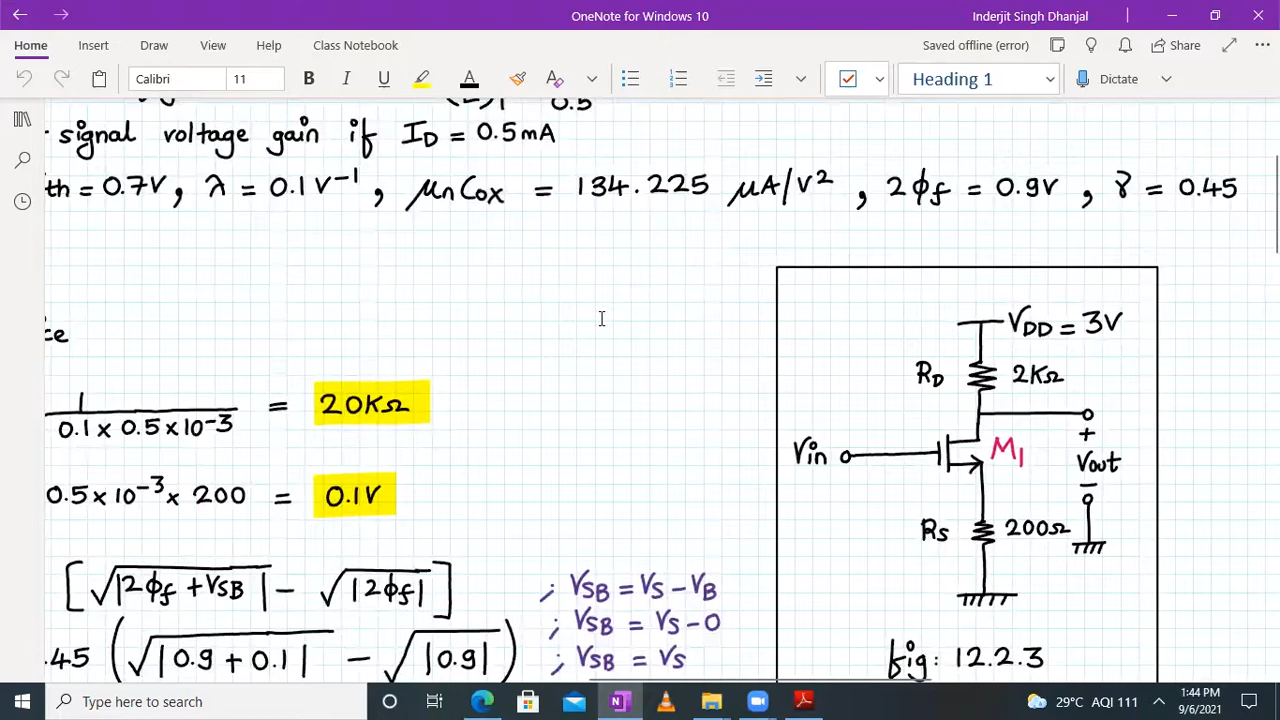 OneNote for Windows 10
Inderjit Singh Dhanjal
Home Insert Draw View Help Class Notebook
Saved offline (error) Share
Calibri 11 B I U A Heading 1 Dictate
0.5
signal voltage gain if ID = 0.5mA
th = 0.7V, λ = 0.1V⁻¹, μnCox = 134.225 μA/V², 2φf = 0.9V, γ = 0.45
ce
1 / 0.1 x 0.5x10⁻³ = 20KΩ
0.5x10⁻³ x 200 = 0.1V
[√|2φf + VSB| - √|2φf|] ; VSB = VS - VB
; VSB = VS - 0
.45 (√|0.9 + 0.1| - √|0.9|) ; VSB = VS
VDD = 3V
RD 2KΩ
Vin M1
+
Vout
-
RS 200Ω
fig: 12.2.3
Type here to search
29°C AQI 111
1:44 PM
9/6/2021